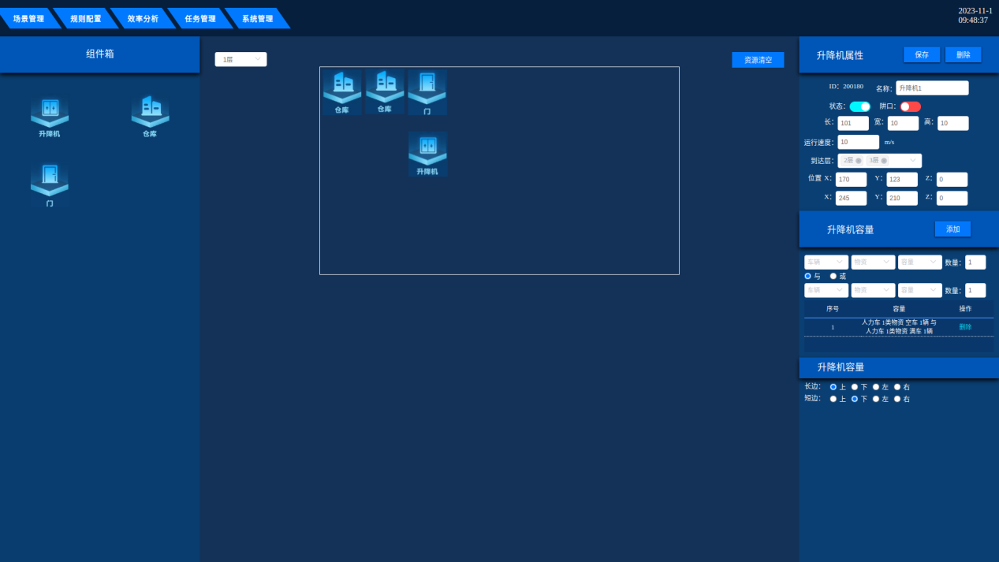 场景管理 规则配置 效率分析 任务管理 系统管理
2023-11-1
09:48:37
组件箱
升降机 仓库
门
1层
资源清空
仓库 仓库 门
升降机
升降机属性 保存 删除
ID: 200180 名称: 升降机1
状态: 阱口:
长: 101 宽: 10 高: 10
运行速度: 10 m/s
到达层: 2层 3层
位置 X: 170 Y: 123 Z: 0
X: 245 Y: 210 Z: 0
升降机容量 添加
车辆 物资 容量 数量: 1
与 或
车辆 物资 容量 数量: 1
序号 容量 操作
1 人力车 1类物资 空车 1辆 与 删除
人力车 1类物资 满车 1辆
升降机容量
长边: 上 下 左 右
短边: 上 下 左 右